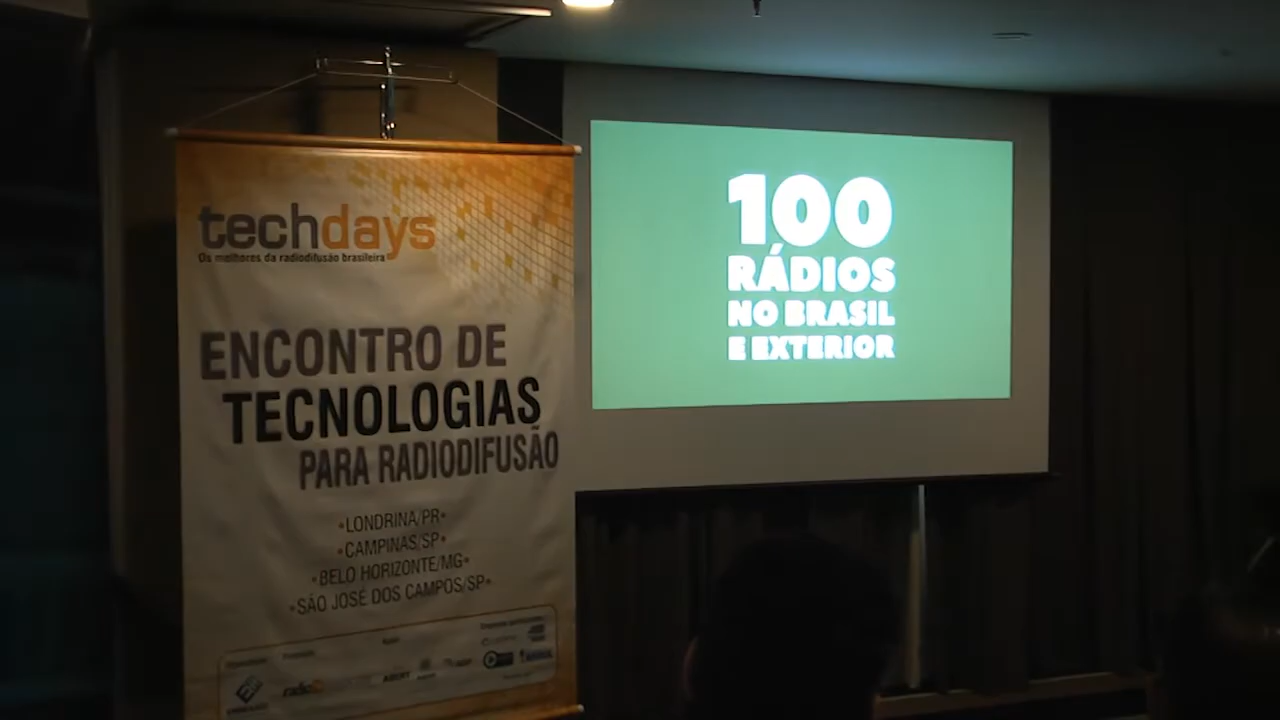 techdays
Os melhores da radiodifusão brasileira
ENCONTRO DE
TECNOLOGIAS
PARA RADIODIFUSÃO
•LONDRINA/PR•
•CAMPINAS/SP•
•BELO HORIZONTE/MG•
•SÃO JOSÉ DOS CAMPOS/SP•
100
RÁDIOS
NO BRASIL
E EXTERIOR